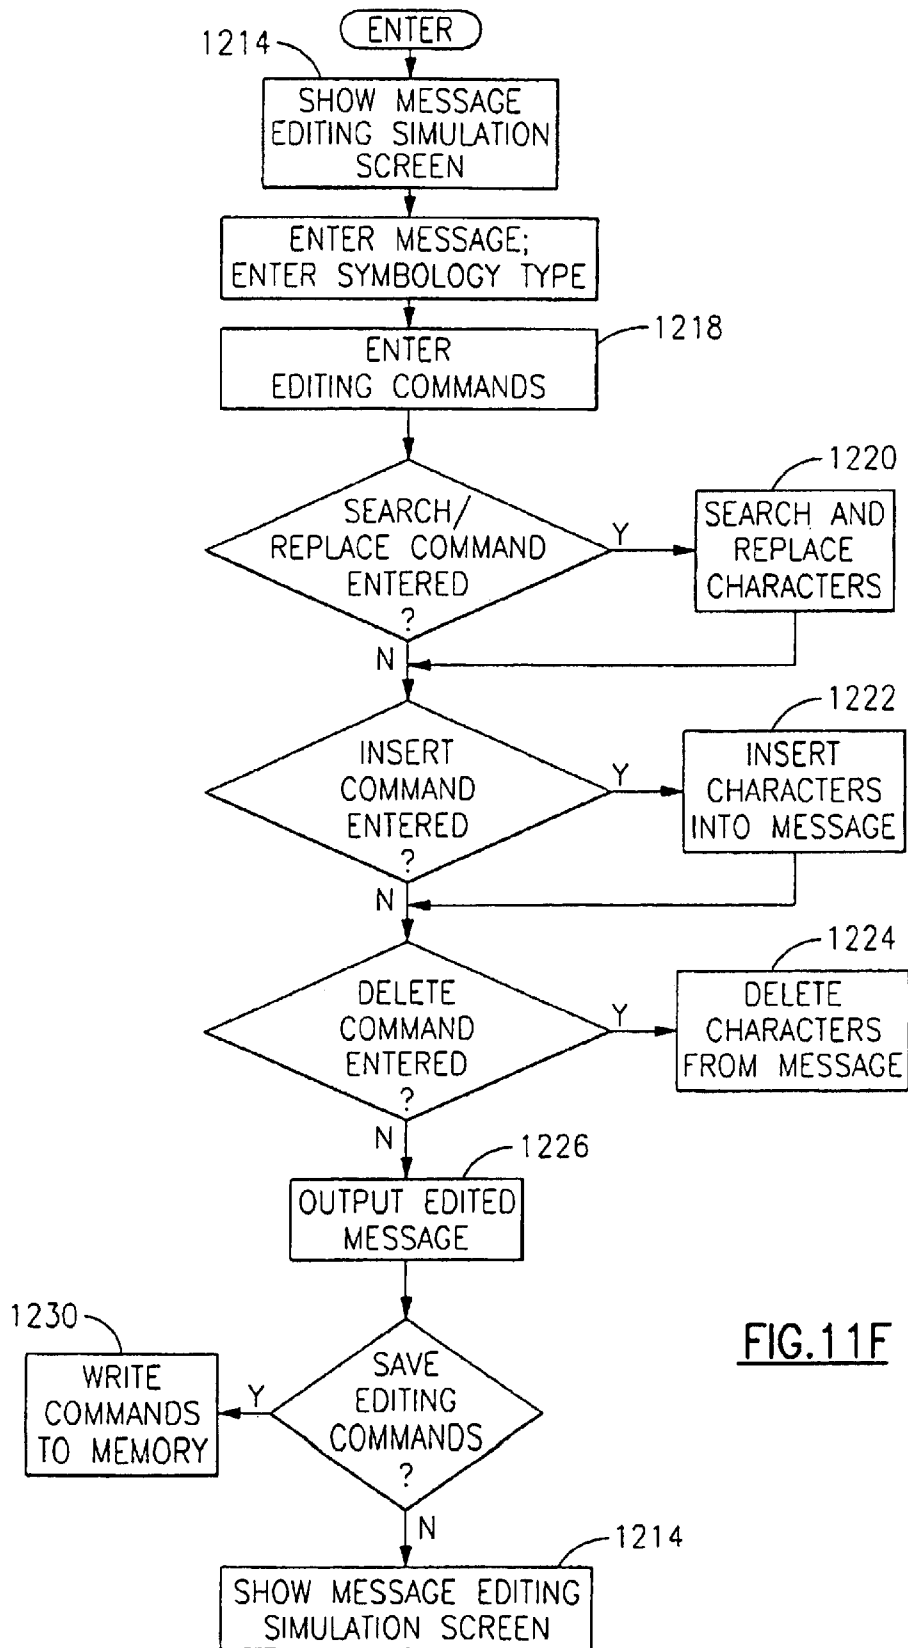 ENTER
1214
SHOW MESSAGE
EDITING SIMULATION
SCREEN
ENTER MESSAGE;
ENTER SYMBOLOGY TYPE
1218
ENTER
EDITING COMMANDS
SEARCH/
REPLACE COMMAND
ENTERED
?
Y
1220
SEARCH AND
REPLACE
CHARACTERS
N
INSERT
COMMAND
ENTERED
?
Y
1222
INSERT
CHARACTERS
INTO MESSAGE
N
DELETE
COMMAND
ENTERED
?
Y
1224
DELETE
CHARACTERS
FROM MESSAGE
N
1226
OUTPUT EDITED
MESSAGE
SAVE
EDITING
COMMANDS
?
Y
1230
WRITE
COMMANDS
TO MEMORY
FIG.11F
N
1214
SHOW MESSAGE EDITING
SIMULATION SCREEN